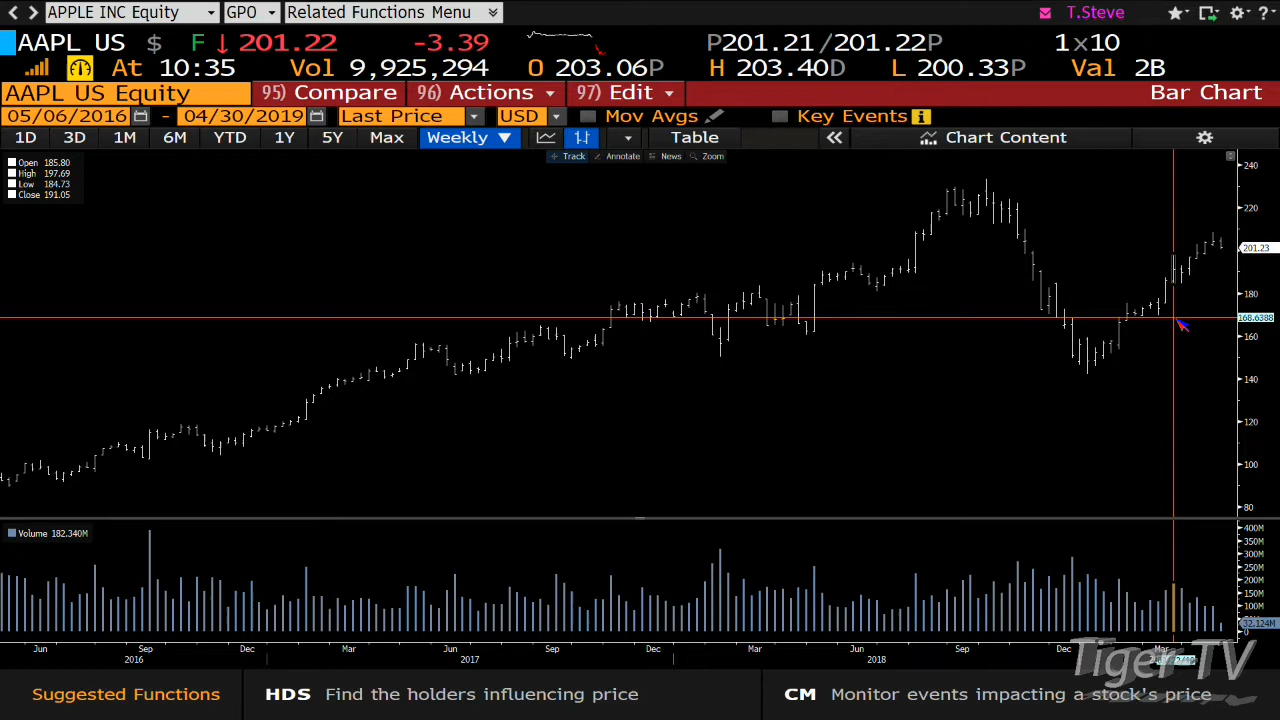 APPLE INC Equity GPO Related Functions Menu T.Steve ?
AAPL US $ F ↓ 201.22 -3.39 P201.21/201.22P 1×10
At 10:35 Vol 9,925,294 O 203.06P H 203.40D L 200.33P Val 2B
AAPL US Equity 95) Compare 96) Actions 97) Edit Bar Chart
05/06/2016 - 04/30/2019 Last Price USD Mov Avgs Key Events i
1D 3D 1M 6M YTD 1Y 5Y Max Weekly ▼ Table « Chart Content
Track Annotate News Zoom
Open 185.80
High 197.69
Low 184.73
Close 191.05
240
220
201.23
180
168.6388
160
140
120
100
80
Volume 182.340M
400M
350M
300M
250M
200M
150M
100M
0
Jun Sep Dec Mar Jun Sep Dec Mar Jun Sep Dec Mar
2016 2017 2018
Tiger-TV
Suggested Functions HDS Find the holders influencing price CM Monitor events impacting a stock's price